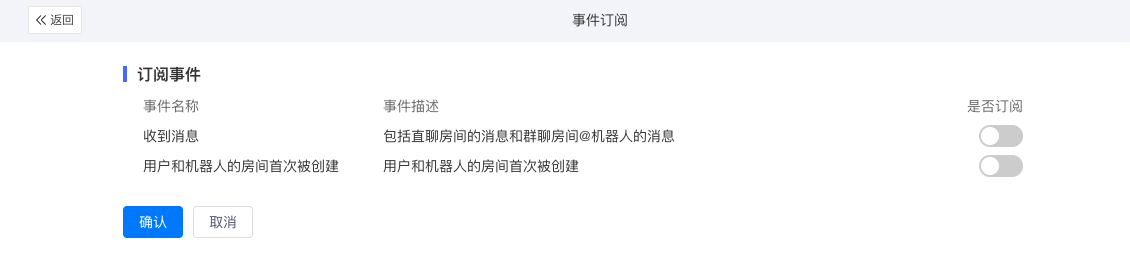 返回
事件订阅
订阅事件
事件名称 事件描述 是否订阅
收到消息 包括直聊房间的消息和群聊房间@机器人的消息
用户和机器人的房间首次被创建 用户和机器人的房间首次被创建
确认 取消